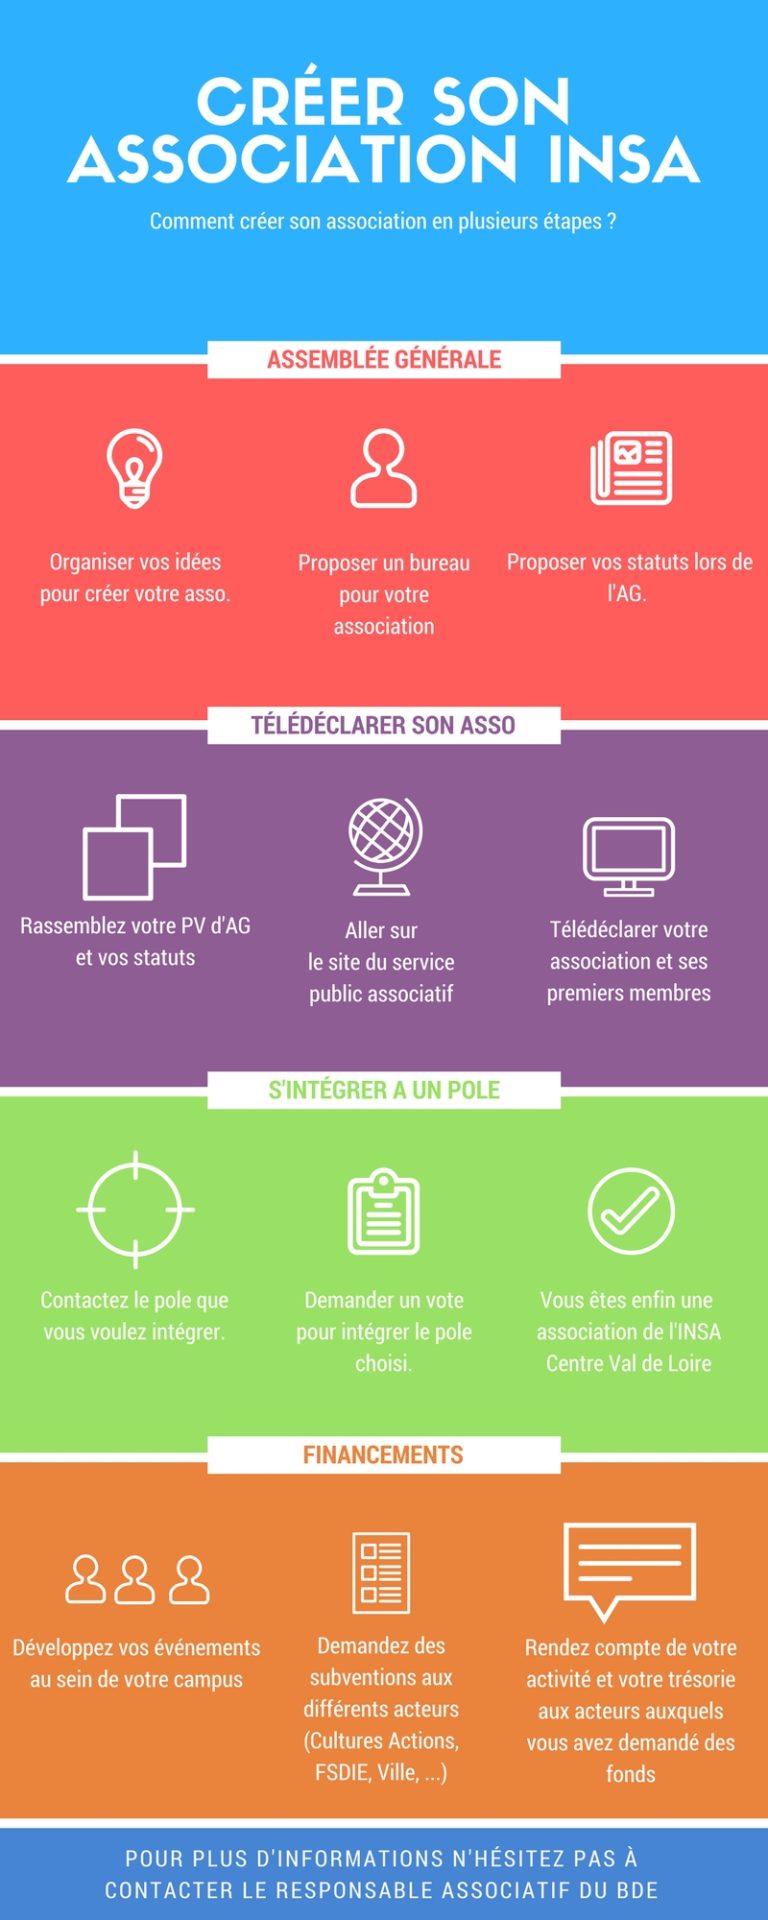 CRÉER SON
ASSOCIATION INSA
Comment créer son association en plusieurs étapes ?
ASSEMBLÉE GÉNÉRALE
Organiser vos idées
pour créer votre asso.
Proposer un bureau
pour votre
association
Proposer vos statuts lors de
l'AG.
TÉLÉDÉCLARER SON ASSO
Rassemblez votre PV d'AG
et vos statuts
Aller sur
le site du service
public associatif
Télédéclarer votre
association et ses
premiers membres
S'INTÉGRER A UN POLE
Contactez le pole que
vous voulez intégrer.
Demander un vote
pour intégrer le pole
choisi.
Vous êtes enfin une
association de l'INSA
Centre Val de Loire
FINANCEMENTS
Développez vos événements
au sein de votre campus
Demandez des
subventions aux
différents acteurs
(Cultures Actions,
FSDIE, Ville, ...)
Rendez compte de votre
activité et votre trésorie
aux acteurs auxquels
vous avez demandé des
fonds
POUR PLUS D'INFORMATIONS N'HÉSITEZ PAS À
CONTACTER LE RESPONSABLE ASSOCIATIF DU BDE